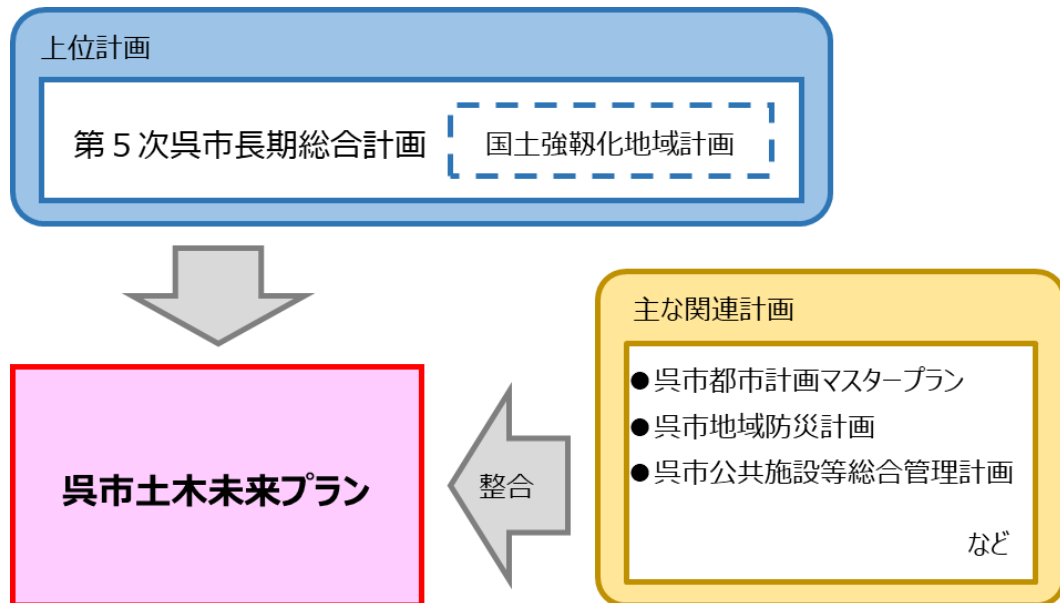 上位計画
第5次呉市長期総合計画
国土強靱化地域計画
主な関連計画
●呉市都市計画マスタープラン
●呉市地域防災計画
●呉市公共施設等総合管理計画
など
整合
呉市土木未来プラン